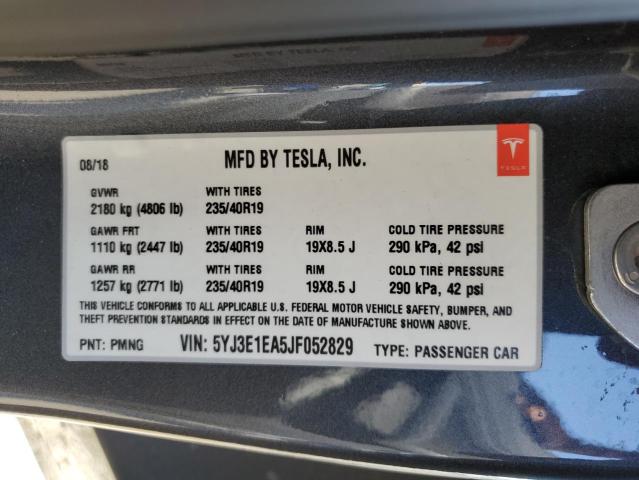 08/18 MFD BY TESLA, INC.
TESLA
GVWR WITH TIRES
2180 kg (4806 lb) 235/40R19
GAWR FRT WITH TIRES RIM COLD TIRE PRESSURE
1110 kg (2447 lb) 235/40R19 19X8.5 J 290 kPa, 42 psi
GAWR RR WITH TIRES RIM COLD TIRE PRESSURE
1257 kg (2771 lb) 235/40R19 19X8.5 J 290 kPa, 42 psi
THIS VEHICLE CONFORMS TO ALL APPLICABLE U.S. FEDERAL MOTOR VEHICLE SAFETY, BUMPER, AND
THEFT PREVENTION STANDARDS IN EFFECT ON THE DATE OF MANUFACTURE SHOWN ABOVE.
PNT: PMNG VIN: 5YJ3E1EA5JF052829 TYPE: PASSENGER CAR